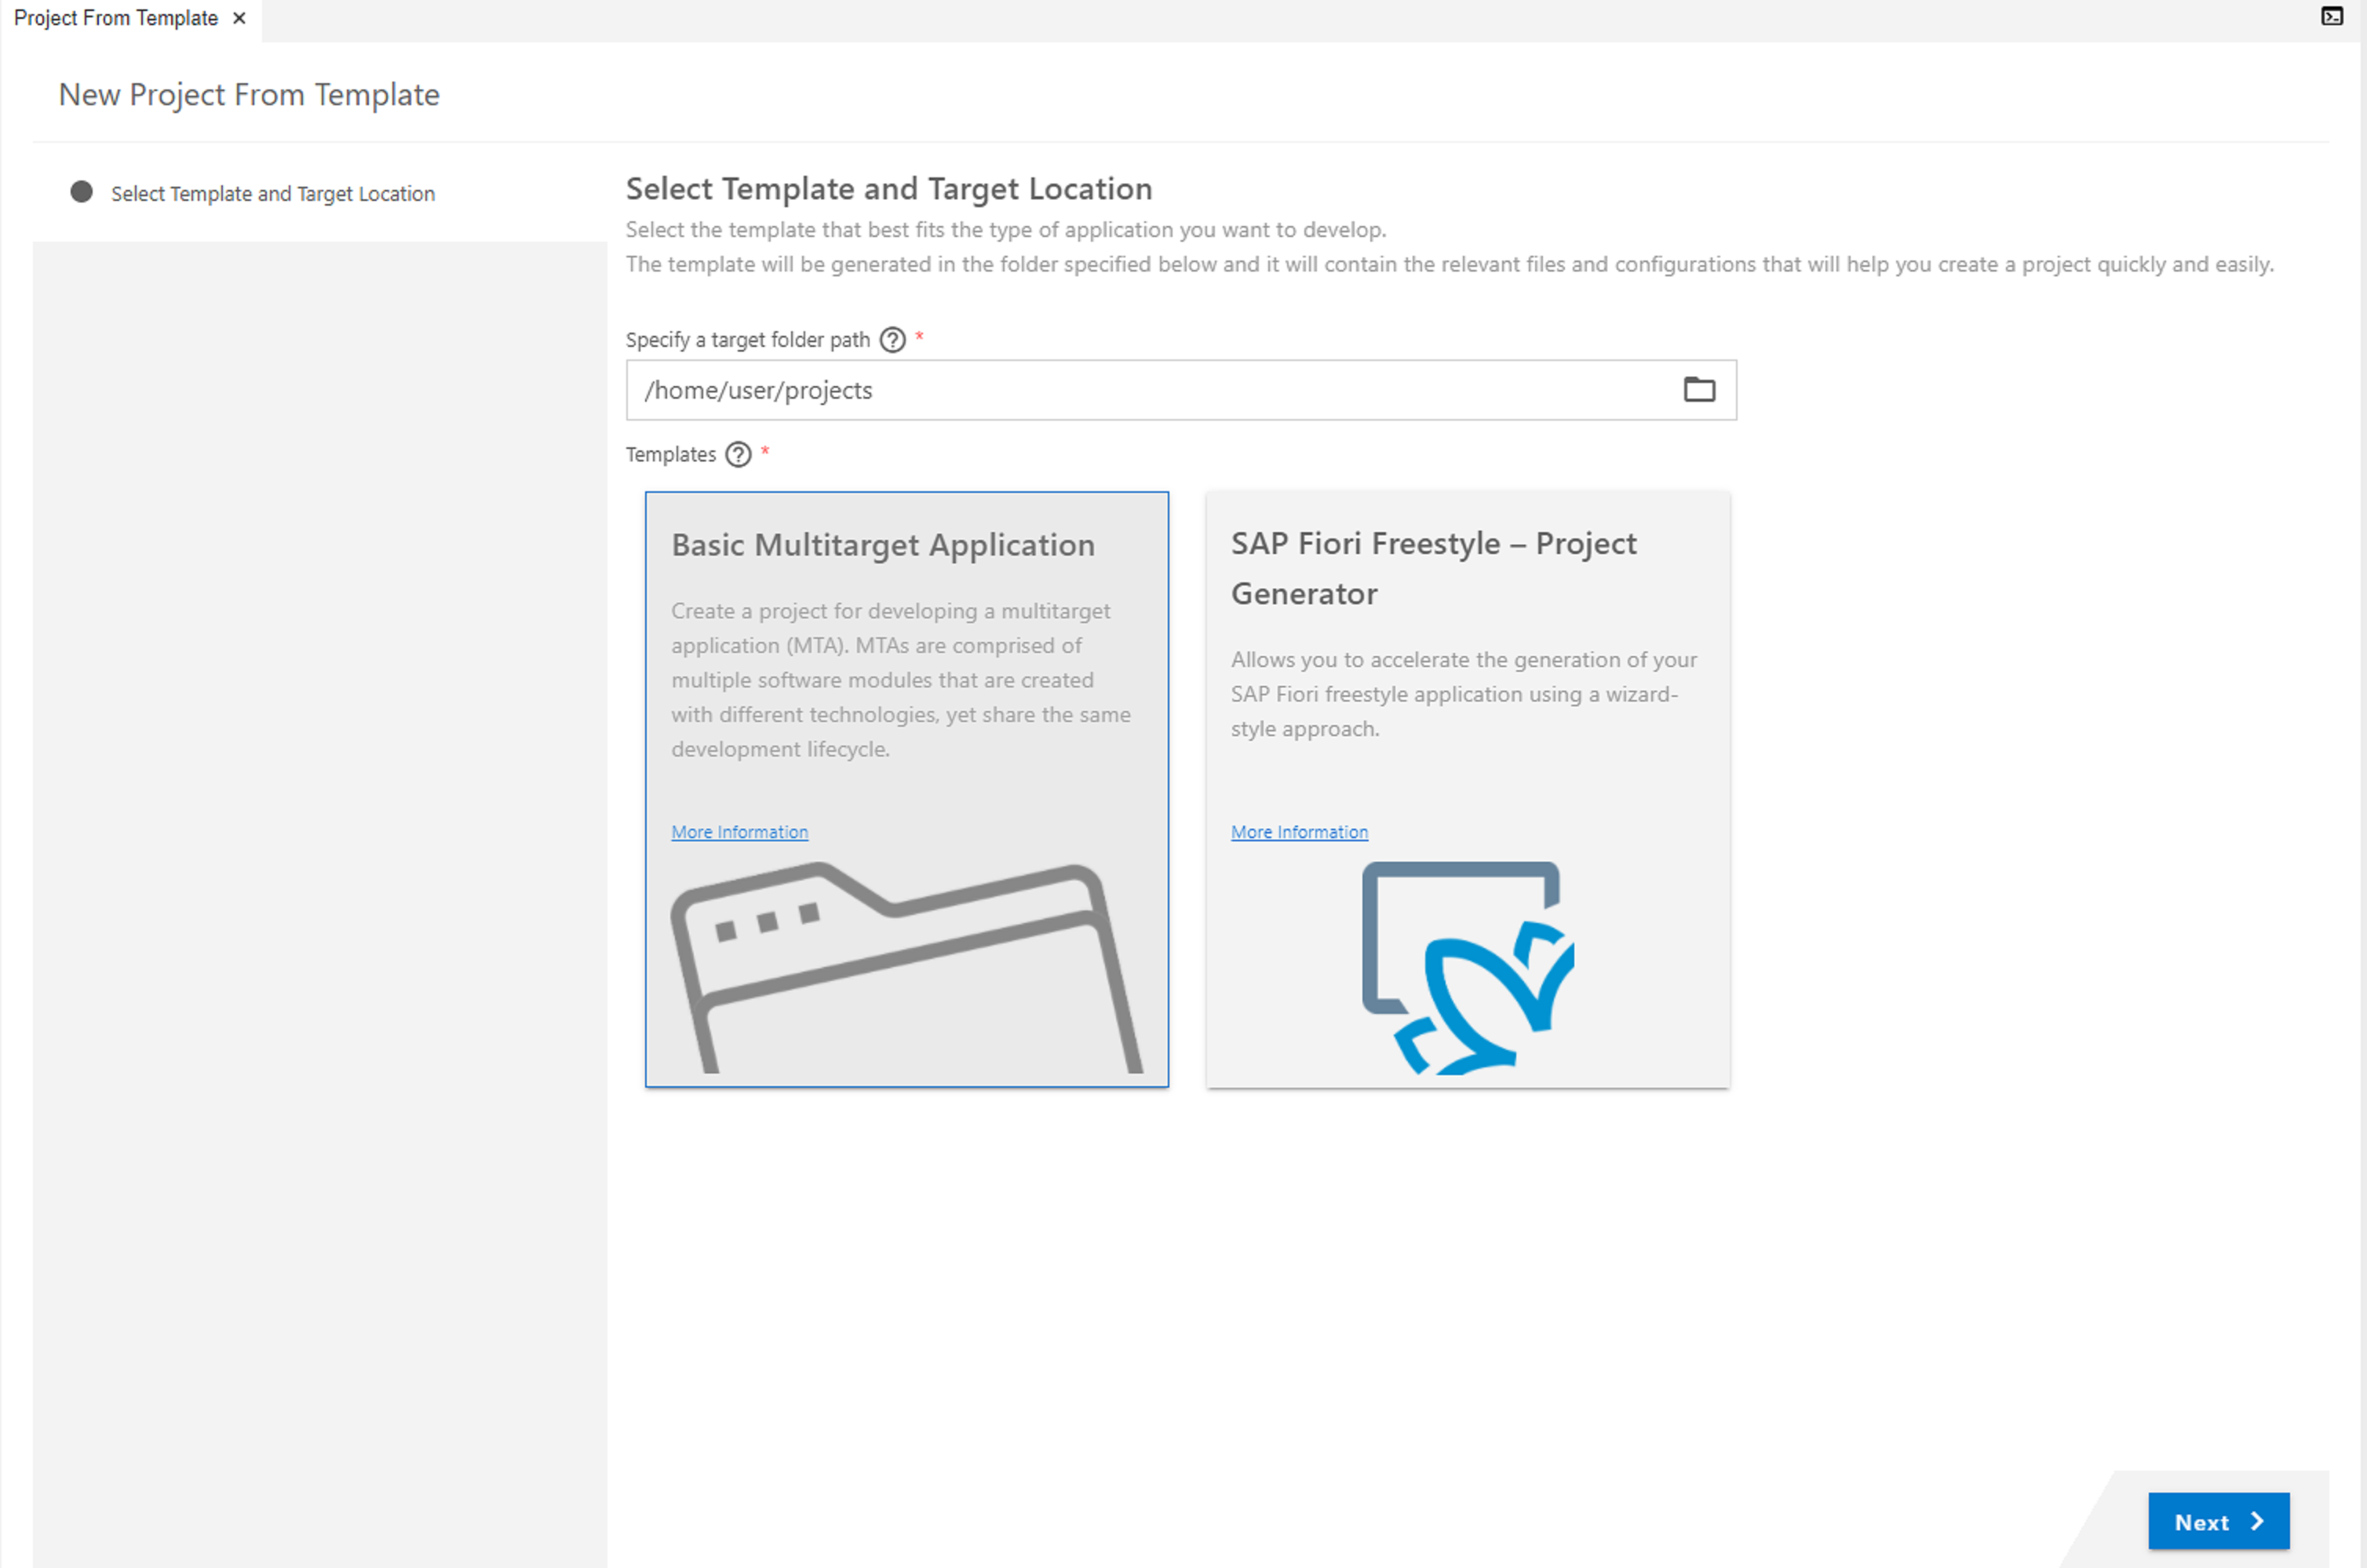 Project From Template
New Project From Template
Select Template and Target Location
Select Template and Target Location
Select the template that best fits the type of application you want to develop.
The template will be generated in the folder specified below and it will contain the relevant files and configurations that will help you create a project quickly and easily.
Specify a target folder path ? *
/home/user/projects
Templates ? *
Basic Multitarget Application
Create a project for developing a multitarget
application (MTA). MTAs are comprised of
multiple software modules that are created
with different technologies, yet share the same
development lifecycle.
More Information
SAP Fiori Freestyle – Project
Generator
Allows you to accelerate the generation of your
SAP Fiori freestyle application using a wizard-
style approach.
More Information
Next